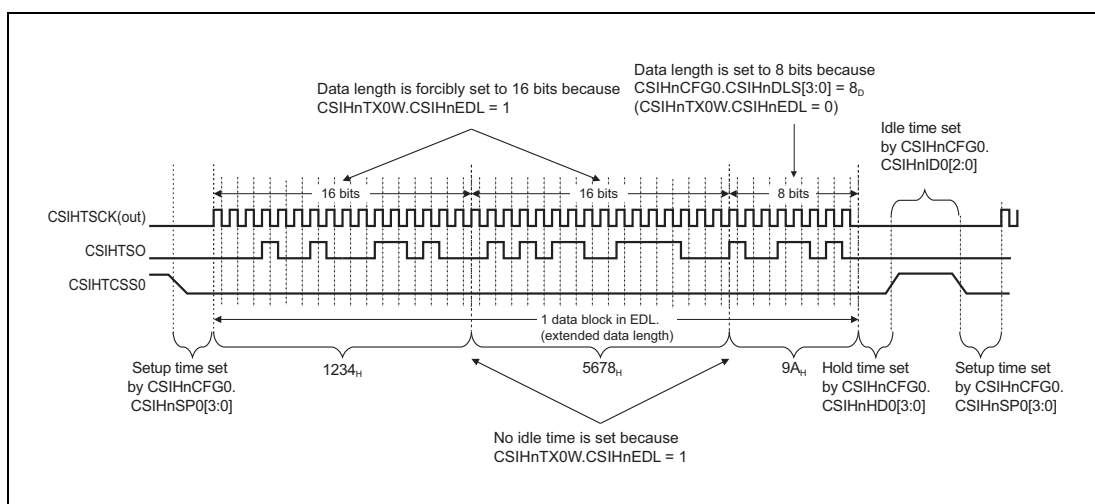 Data length is forcibly set to 16 bits because
CSIHnTX0W.CSIHnEDL = 1
Data length is set to 8 bits because
CSIHnCFG0.CSIHnDLS[3:0] = 8D
(CSIHnTX0W.CSIHnEDL = 0)
Idle time set
by CSIHnCFG0.
CSIHnID0[2:0]
16 bits
16 bits
8 bits
CSIHTSCK(out)
CSIHTSO
CSIHTCSS0
1 data block in EDL.
(extended data length)
Setup time set
by CSIHnCFG0.
CSIHnSP0[3:0]
1234H
5678H
9AH
Hold time set
by CSIHnCFG0.
CSIHnHD0[3:0]
Setup time set
by CSIHnCFG0.
CSIHnSP0[3:0]
No idle time is set because
CSIHnTX0W.CSIHnEDL = 1